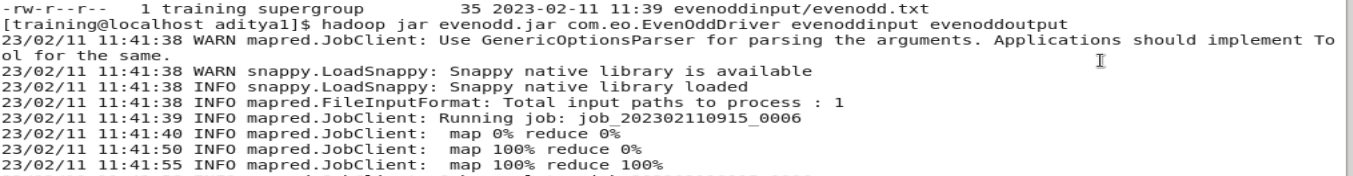 -rw-r--r--   1 training supergroup         35 2023-02-11 11:39 evenoddinput/evenodd.txt
[training@localhost aditya1]$ hadoop jar evenodd.jar com.eo.EvenOddDriver evenoddinput evenoddoutput
23/02/11 11:41:38 WARN mapred.JobClient: Use GenericOptionsParser for parsing the arguments. Applications should implement To
ol for the same.
23/02/11 11:41:38 WARN snappy.LoadSnappy: Snappy native library is available
23/02/11 11:41:38 INFO snappy.LoadSnappy: Snappy native library loaded
23/02/11 11:41:38 INFO mapred.FileInputFormat: Total input paths to process : 1
23/02/11 11:41:39 INFO mapred.JobClient: Running job: job_202302110915_0006
23/02/11 11:41:40 INFO mapred.JobClient:  map 0% reduce 0%
23/02/11 11:41:50 INFO mapred.JobClient:  map 100% reduce 0%
23/02/11 11:41:55 INFO mapred.JobClient:  map 100% reduce 100%